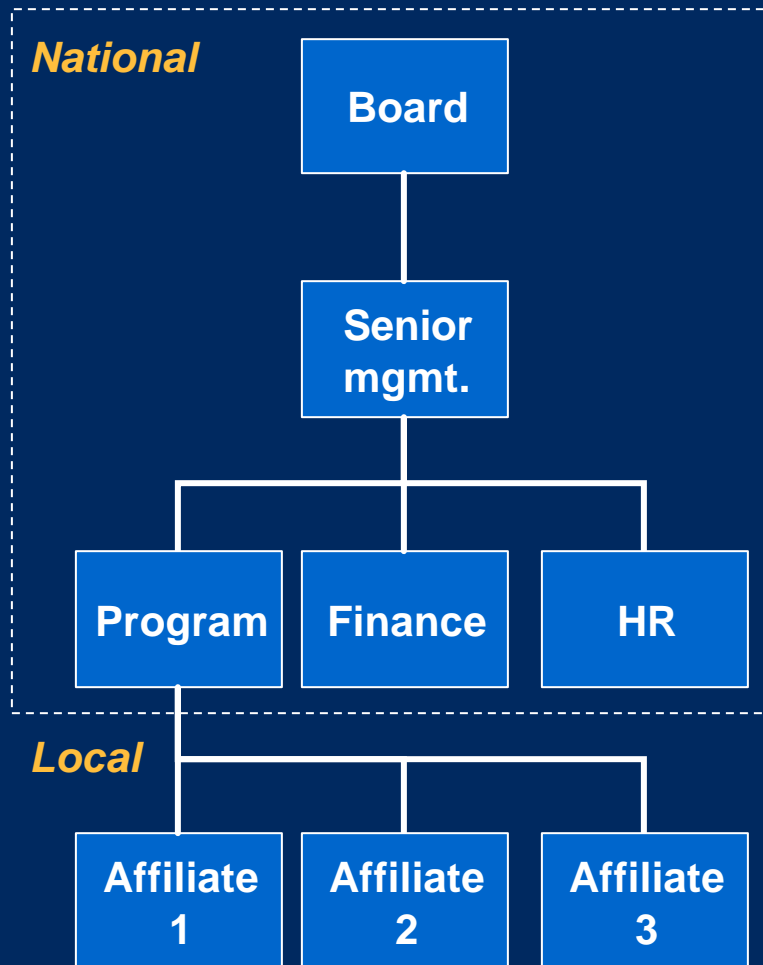 National
Board
Senior
mgmt.
Program
Finance
HR
Local
Affiliate
1
Affiliate
2
Affiliate
3